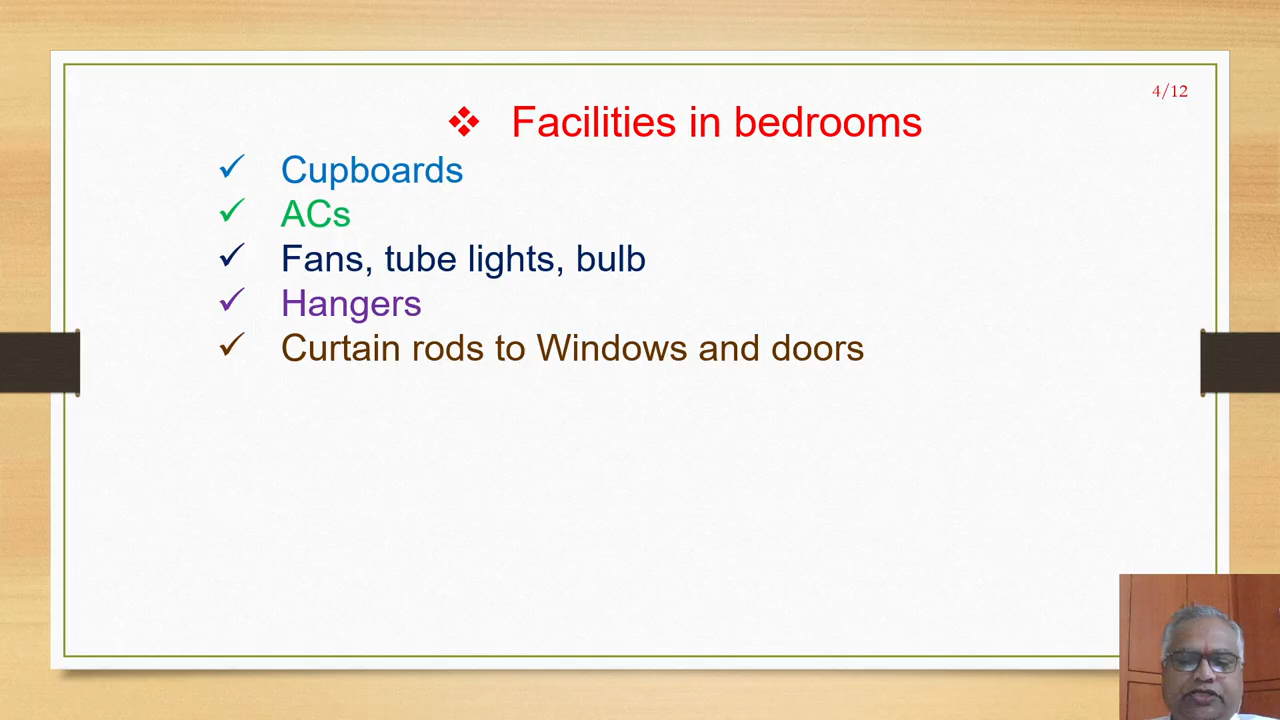 4/12
❖ Facilities in bedrooms
✓ Cupboards
✓ ACs
✓ Fans, tube lights, bulb
✓ Hangers
✓ Curtain rods to Windows and doors